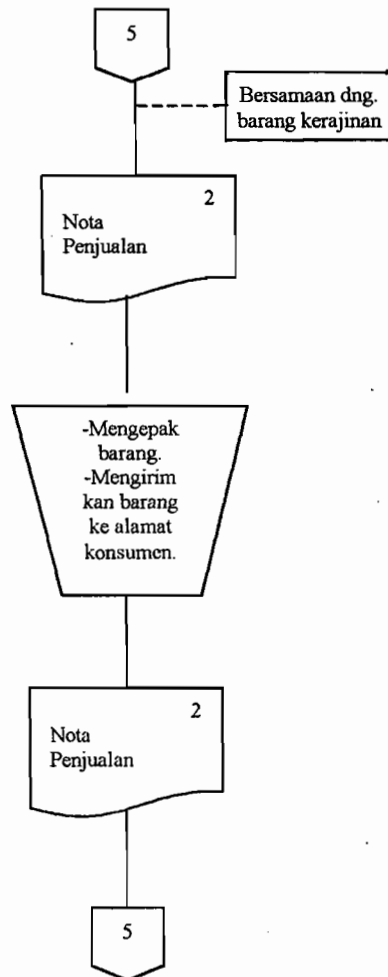 5
Bersamaan dng.
barang kerajinan
2
Nota
Penjualan
-Mengepak
barang.
-Mengirim
kan barang
ke alamat
konsumen.
2
Nota
Penjualan
5